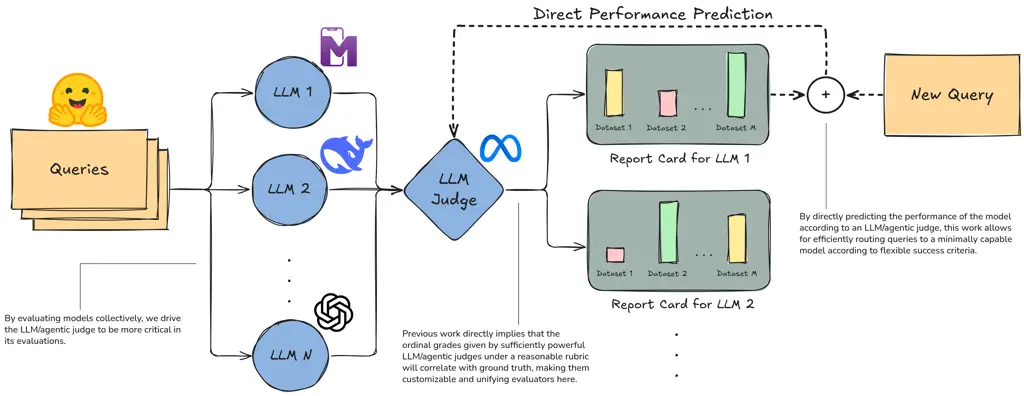 Direct Performance Prediction
Queries
LLM 1
LLM 2
LLM N
LLM
Judge
Dataset 1
Dataset 2
...
Dataset M
Report Card for LLM 1
+
New Query
Dataset 1
Dataset 2
...
Dataset M
Report Card for LLM 2
By directly predicting the performance of the model
according to an LLM/agentic judge, this work allows
for efficiently routing queries to a minimally capable
model according to flexible success criteria.
By evaluating models collectively, we drive
the LLM/agentic judge to be more critical in
its evaluations.
Previous work directly implies that the
ordinal grades given by sufficiently powerful
LLM/agentic judges under a reasonable rubric
will correlate with ground truth, making them
customizable and unifying evaluators here.